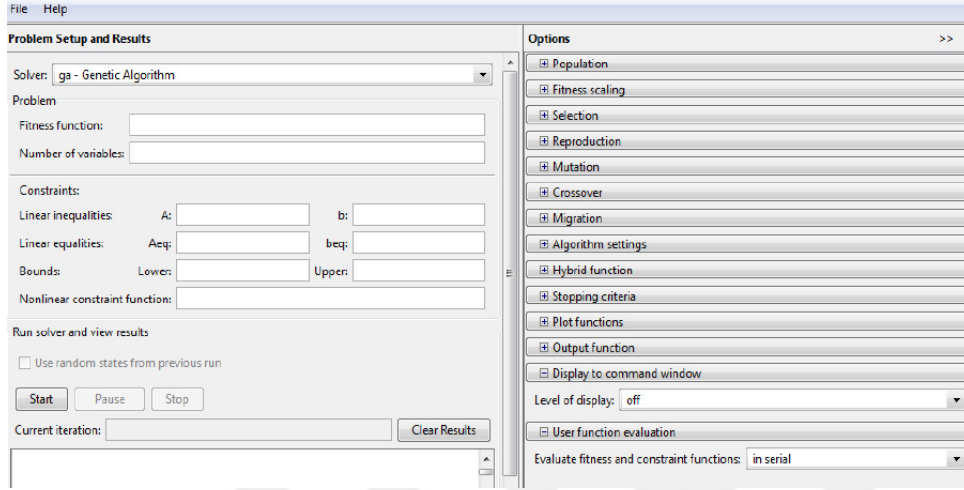 File Help
Problem Setup and Results
Solver: ga - Genetic Algorithm
Problem
Fitness function:
Number of variables:
Constraints:
Linear inequalities: A: b:
Linear equalities: Aeq: beq:
Bounds: Lower: Upper:
Nonlinear constraint function:
Run solver and view results
Use random states from previous run
Start Pause Stop
Current iteration: Clear Results
Options >>
Population
Fitness scaling
Selection
Reproduction
Mutation
Crossover
Migration
Algorithm settings
Hybrid function
Stopping criteria
Plot functions
Output function
Display to command window
Level of display: off
User function evaluation
Evaluate fitness and constraint functions: in serial